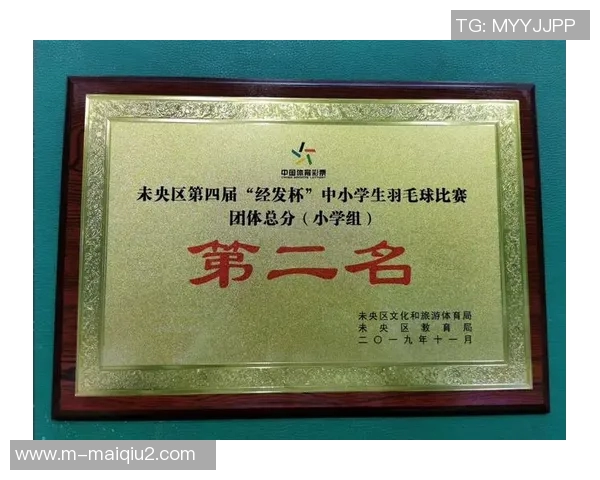 TG: MYYJJPP
中国体育彩票
CHINA SPORTS LOTTERY
未央区第四届“经发杯”中小学生羽毛球比赛
团体总分（小学组）
第二名
未央区文化和旅游体育局
未央区教育局
二〇一九年十一月
www-m-maiqiu2.com